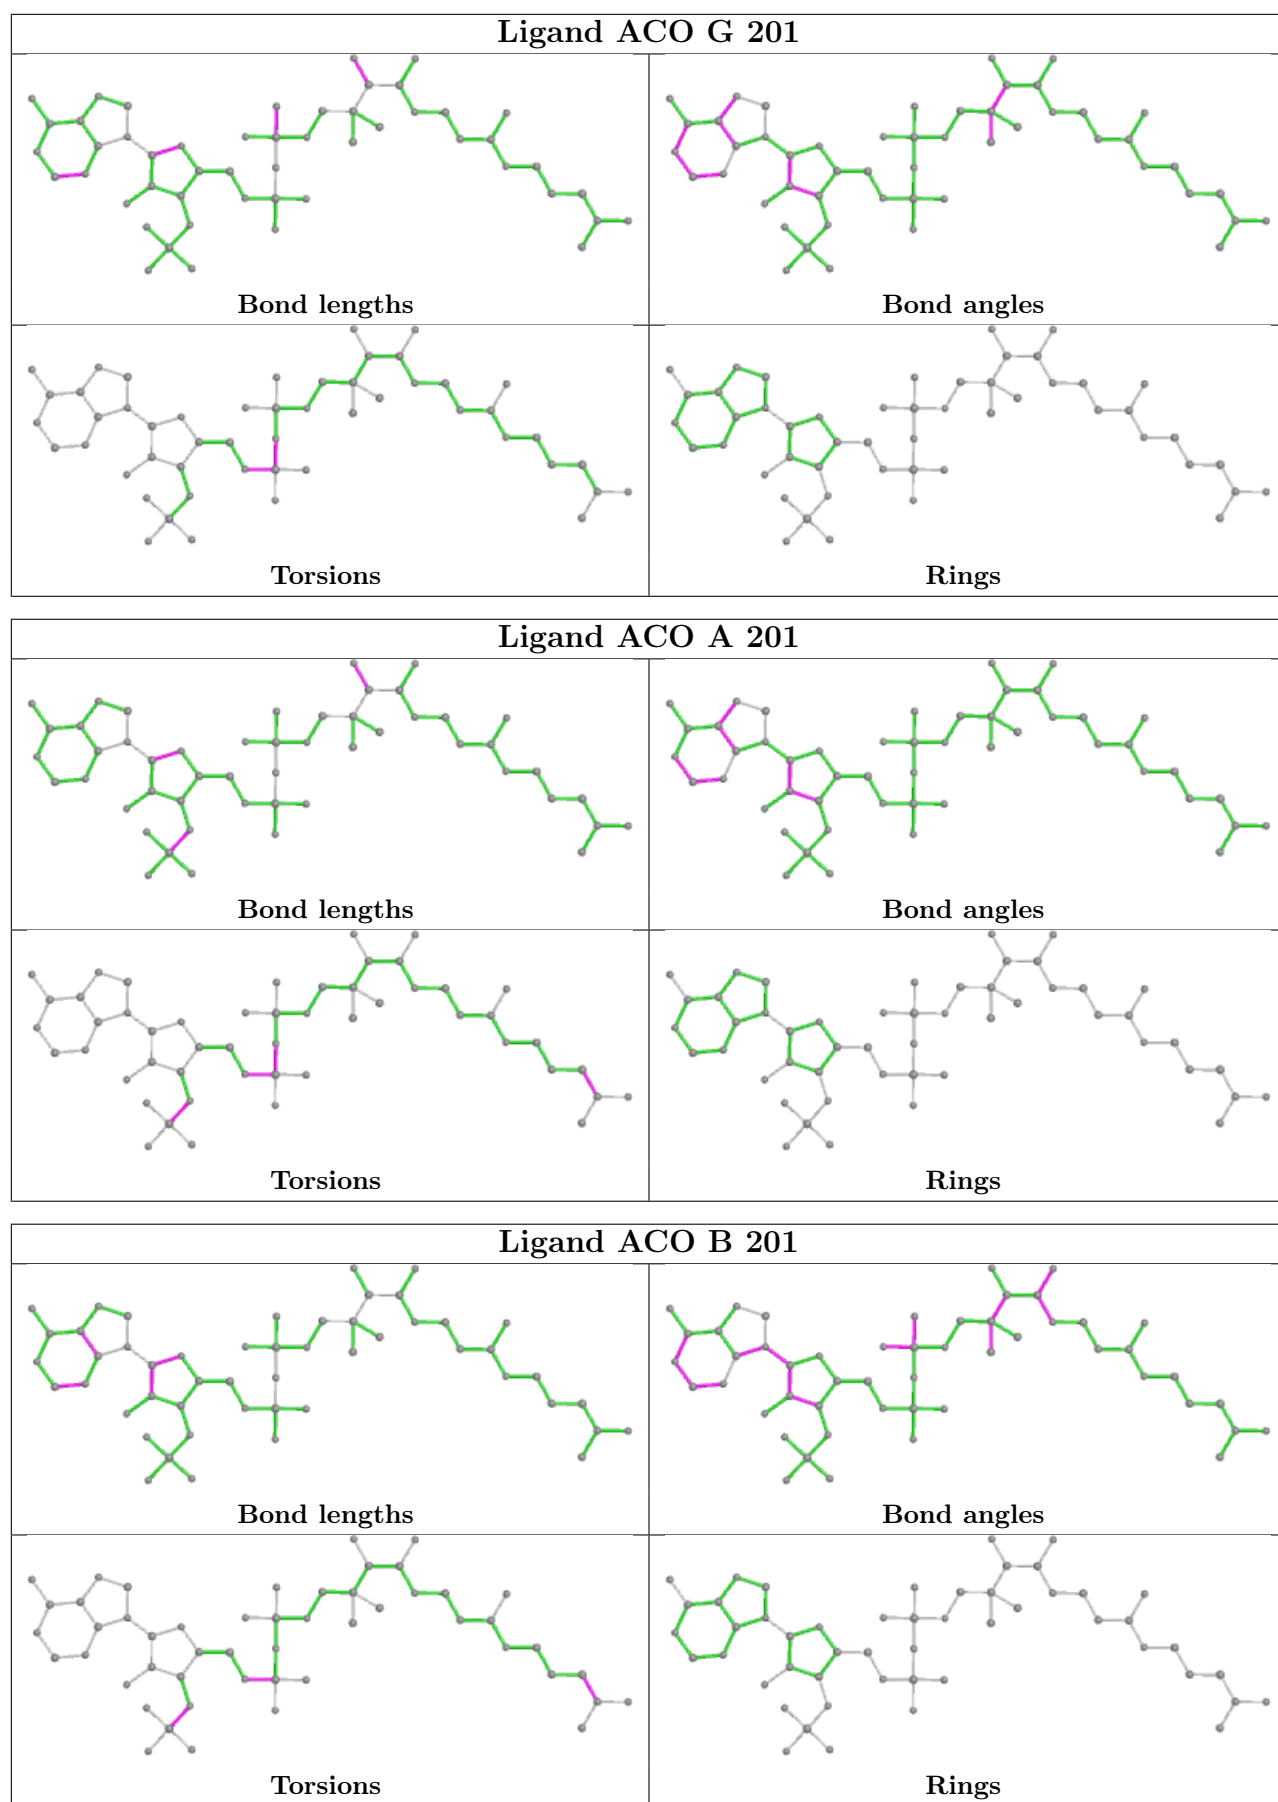 Ligand ACO G 201
Bond lengths
Bond angles
Torsions
Rings
Ligand ACO A 201
Bond lengths
Bond angles
Torsions
Rings
Ligand ACO B 201
Bond lengths
Bond angles
Torsions
Rings